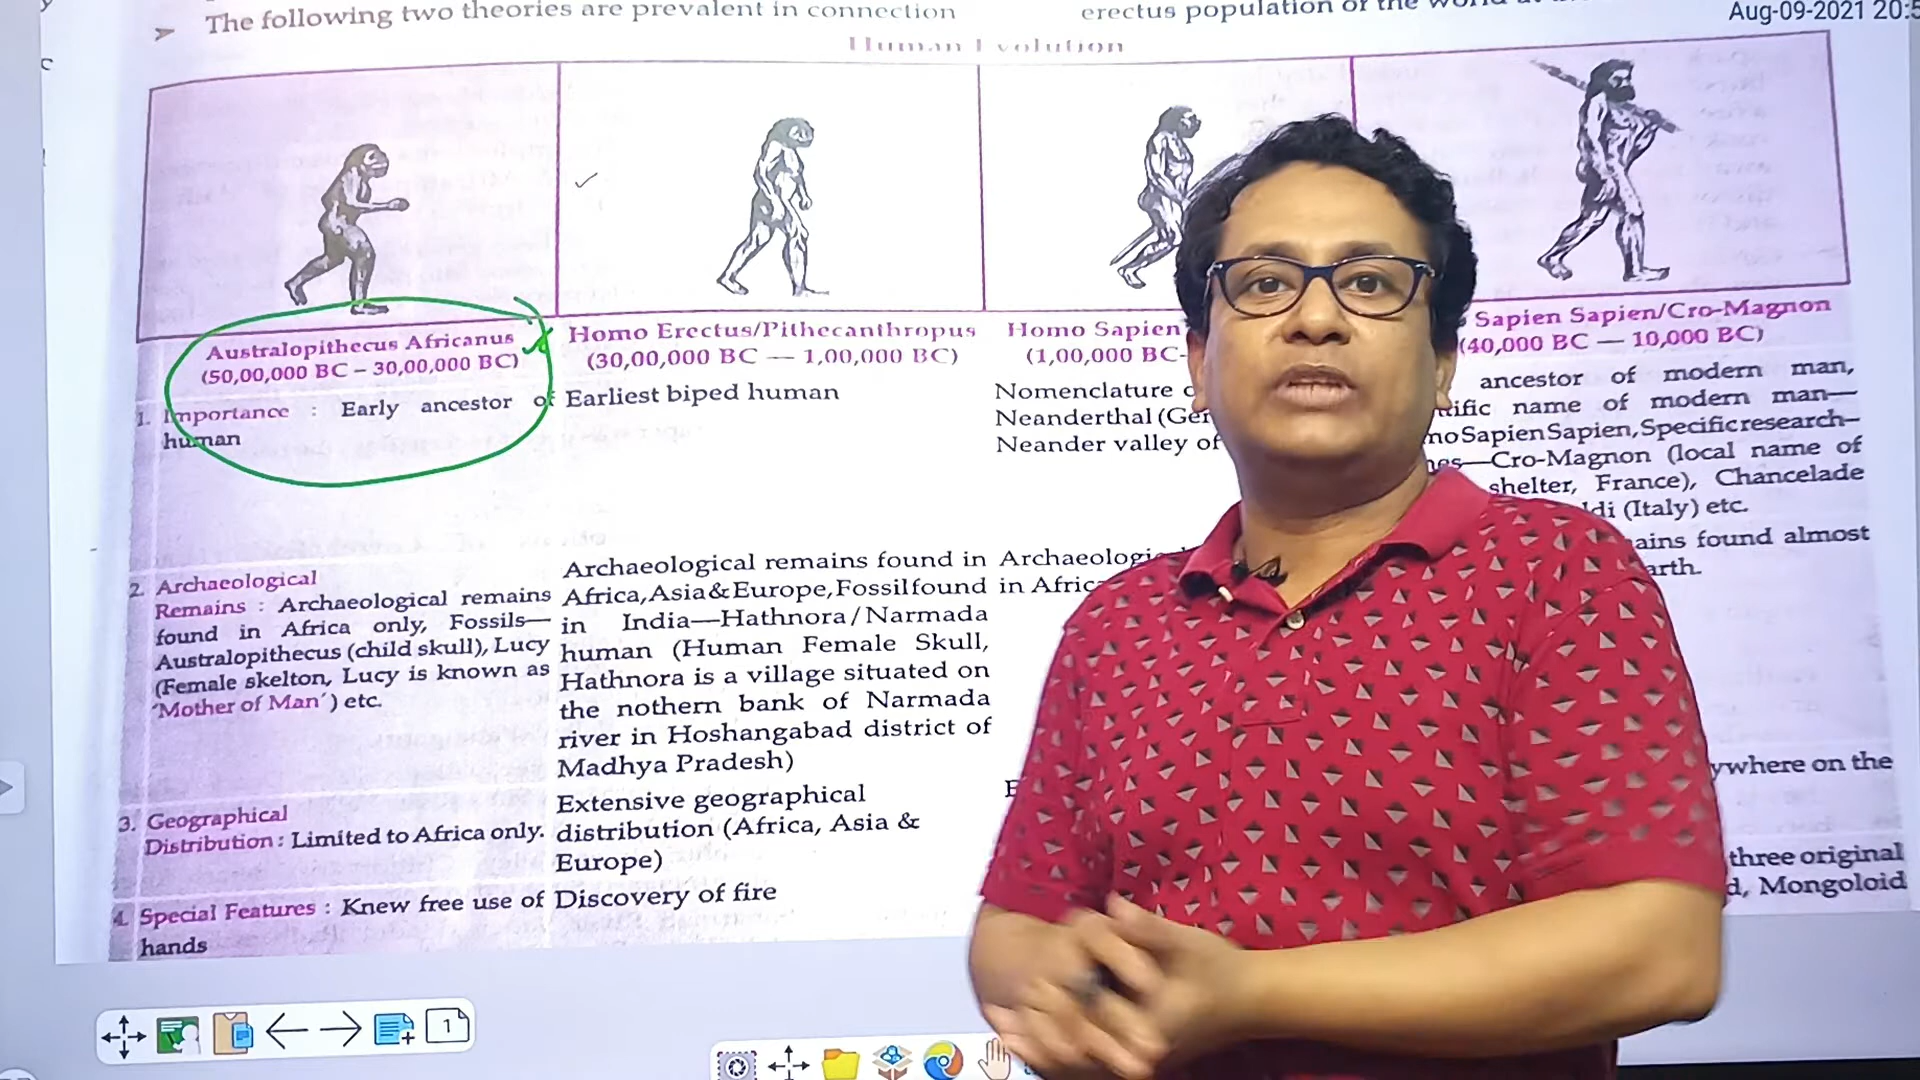 The following two theories are prevalent in connection
erectus population of the world
Aug-09-2021 20:5
Human Evolution
Australopithecus Africanus
(50,00,000 BC – 30,00,000 BC)
1. Importance : Early ancestor of
human
2. Archaeological
Remains : Archaeological remains
found in Africa only, Fossils—
Australopithecus (child skull), Lucy
(Female skelton, Lucy is known as
'Mother of Man') etc.
3. Geographical
Distribution : Limited to Africa only.
4. Special Features : Knew free use of
hands
Homo Erectus/Pithecanthropus
(30,00,000 BC — 1,00,000 BC)
Earliest biped human
Archaeological remains found in
Africa, Asia & Europe, Fossil found
in India—Hathnora/Narmada
human (Human Female Skull,
Hathnora is a village situated on
the nothern bank of Narmada
river in Hoshangabad district of
Madhya Pradesh)
Extensive geographical
distribution (Africa, Asia &
Europe)
Discovery of fire
Homo Sapien
(1,00,000 BC-
Nomenclature
Neanderthal (Ger
Neander valley of
Archaeologi
in Afric
E
Sapien Sapien/Cro-Magnon
(40,000 BC — 10,000 BC)
ancestor of modern man,
tific name of modern man—
mo Sapien Sapien, Specific research—
nes—Cro-Magnon (local name of
shelter, France), Chancelade
ldi (Italy) etc.
ains found almost
arth.
ywhere on the
three original
d, Mongoloid
1